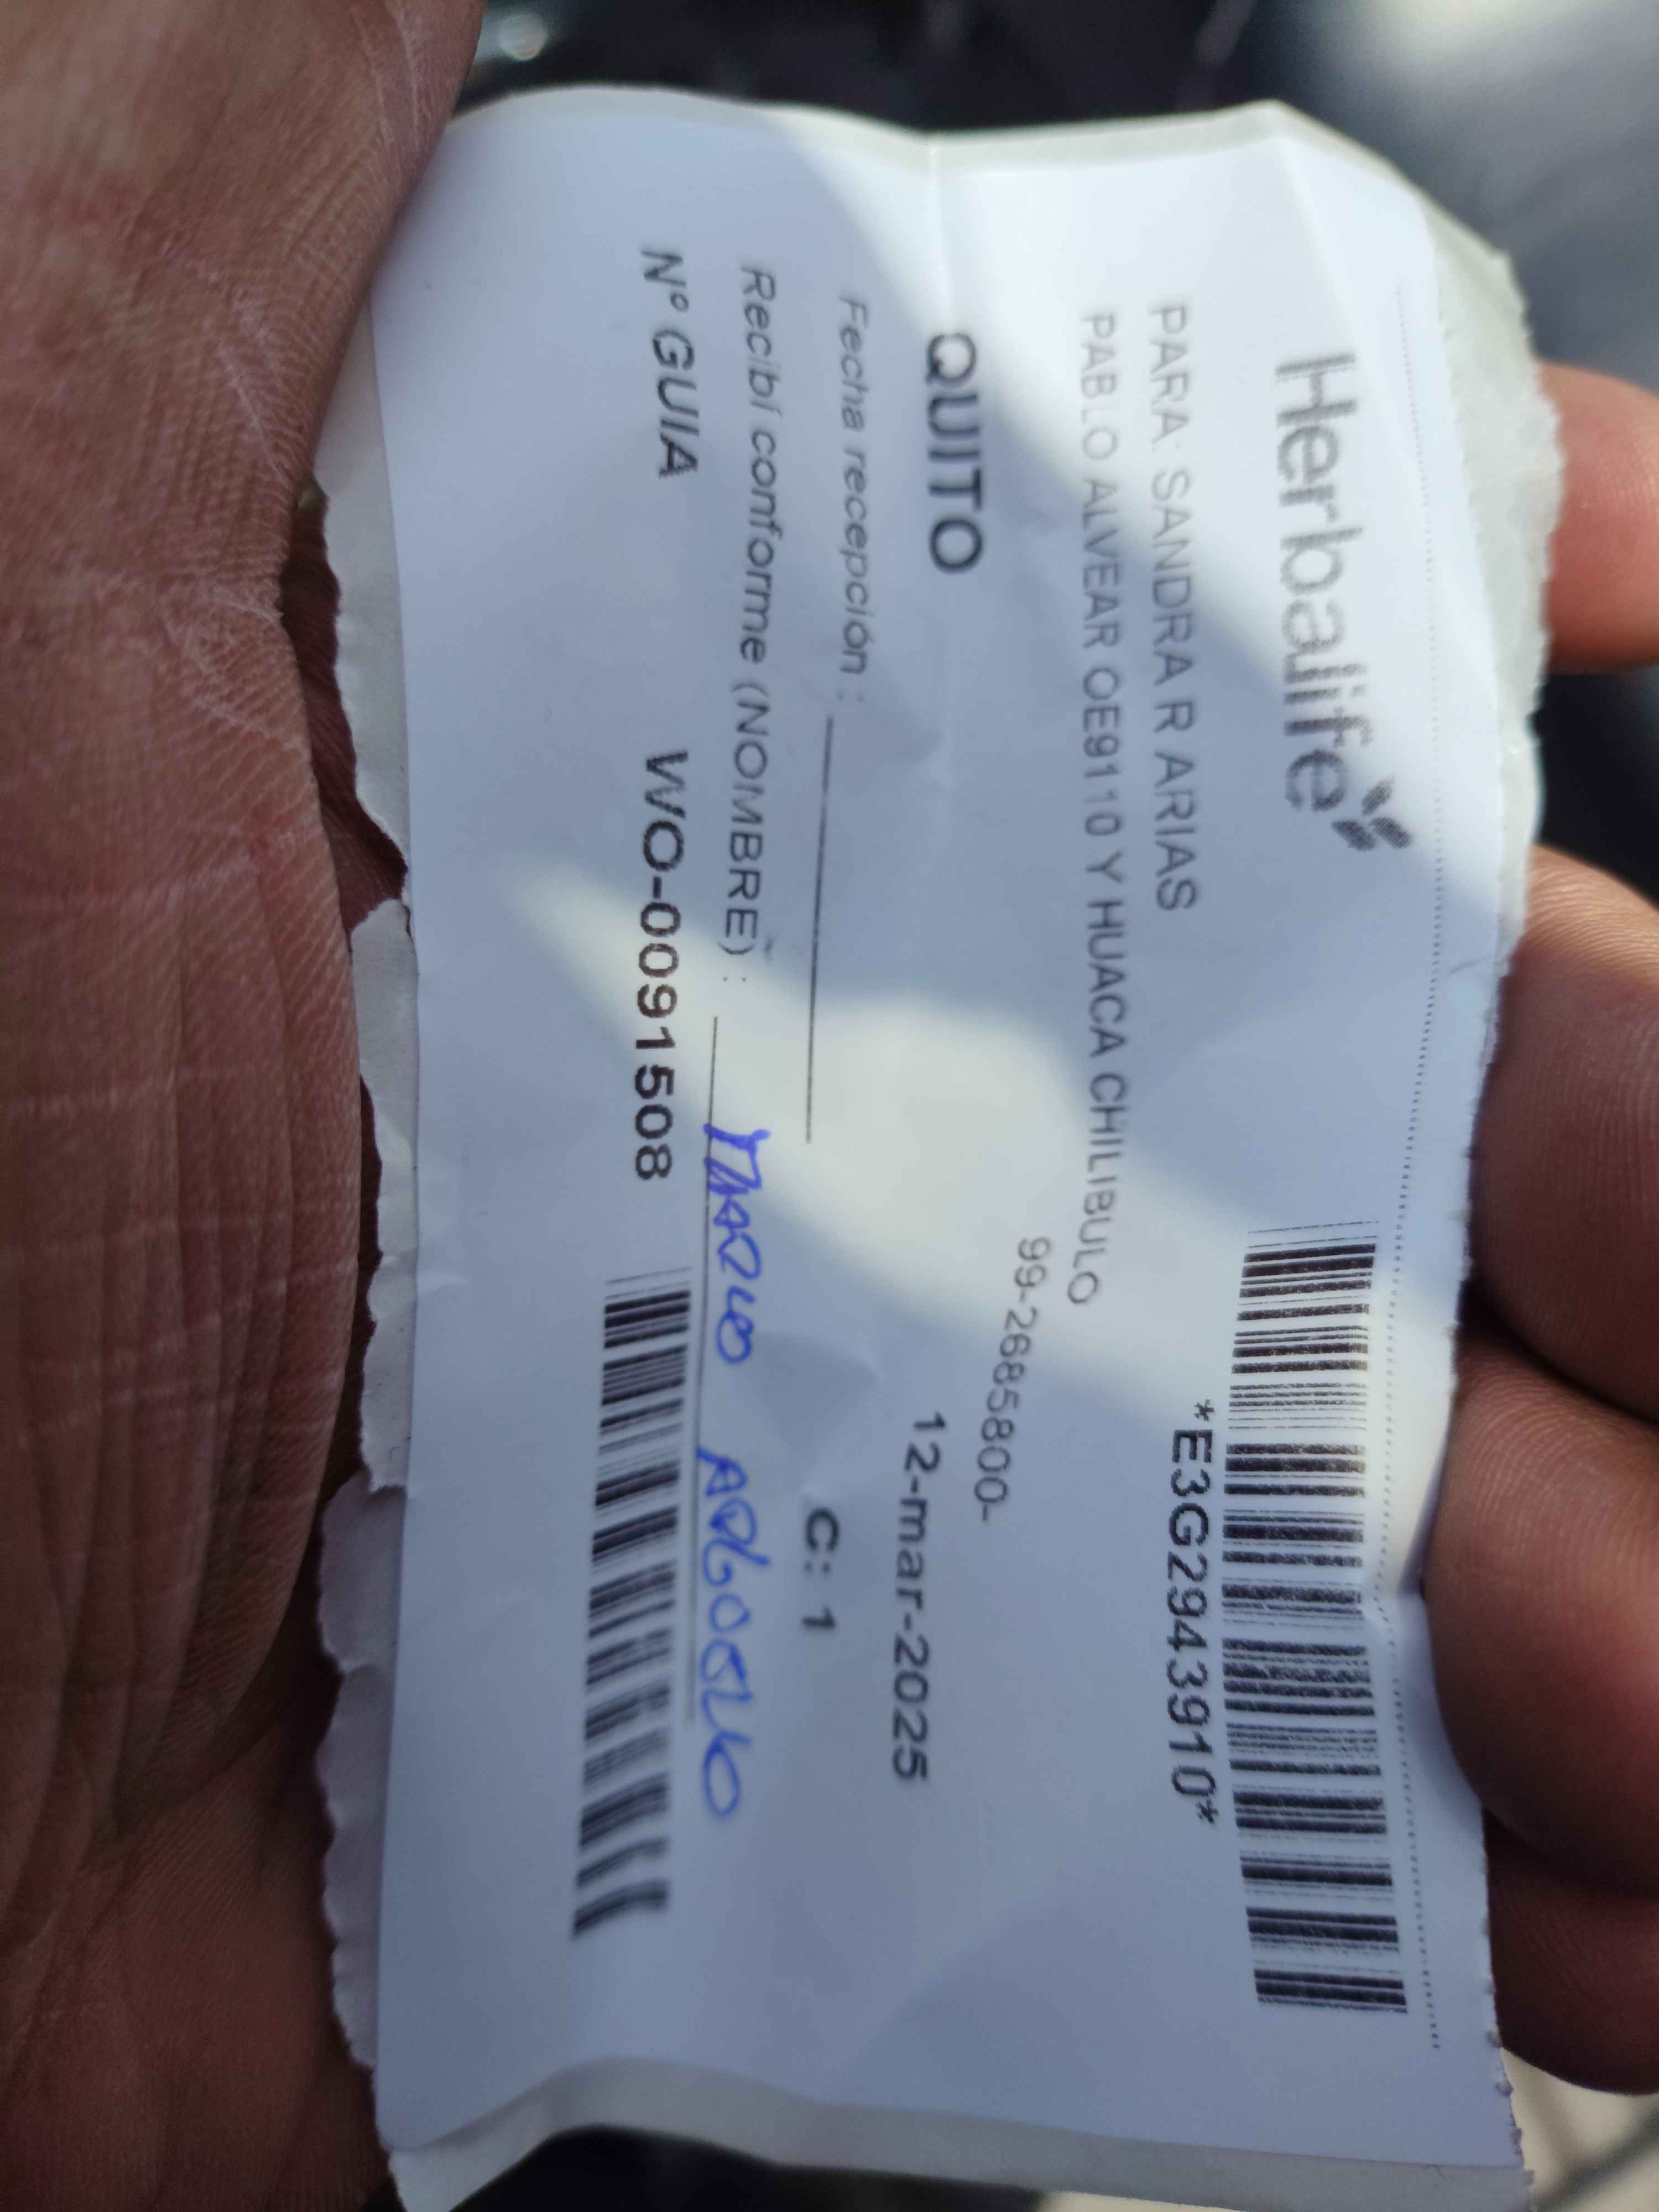 Herbalife
PARA: SANDRA R ARIAS
*E3G2943910*
PABLO ALVEAR OE9110 Y HUACA CHILIBULO
99-2685800-
QUITO
12-mar-2025
Fecha recepción :
C: 1
Recibí conforme (NOMBRE) :
Nº GUIA WO-0091508